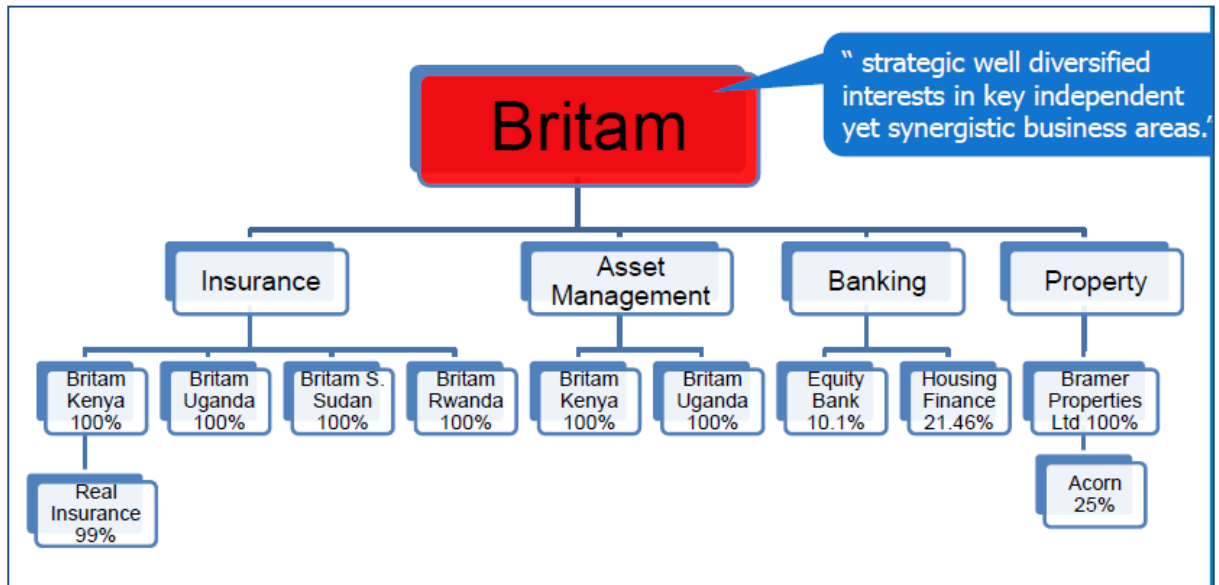 “ strategic well diversified
interests in key independent
yet synergistic business areas.”
Britam
Insurance
Asset
Management
Banking
Property
Britam
Kenya
100%
Britam
Uganda
100%
Britam S.
Sudan
100%
Britam
Rwanda
100%
Britam
Kenya
100%
Britam
Uganda
100%
Equity
Bank
10.1%
Housing
Finance
21.46%
Bramer
Properties
Ltd 100%
Real
Insurance
99%
Acorn
25%